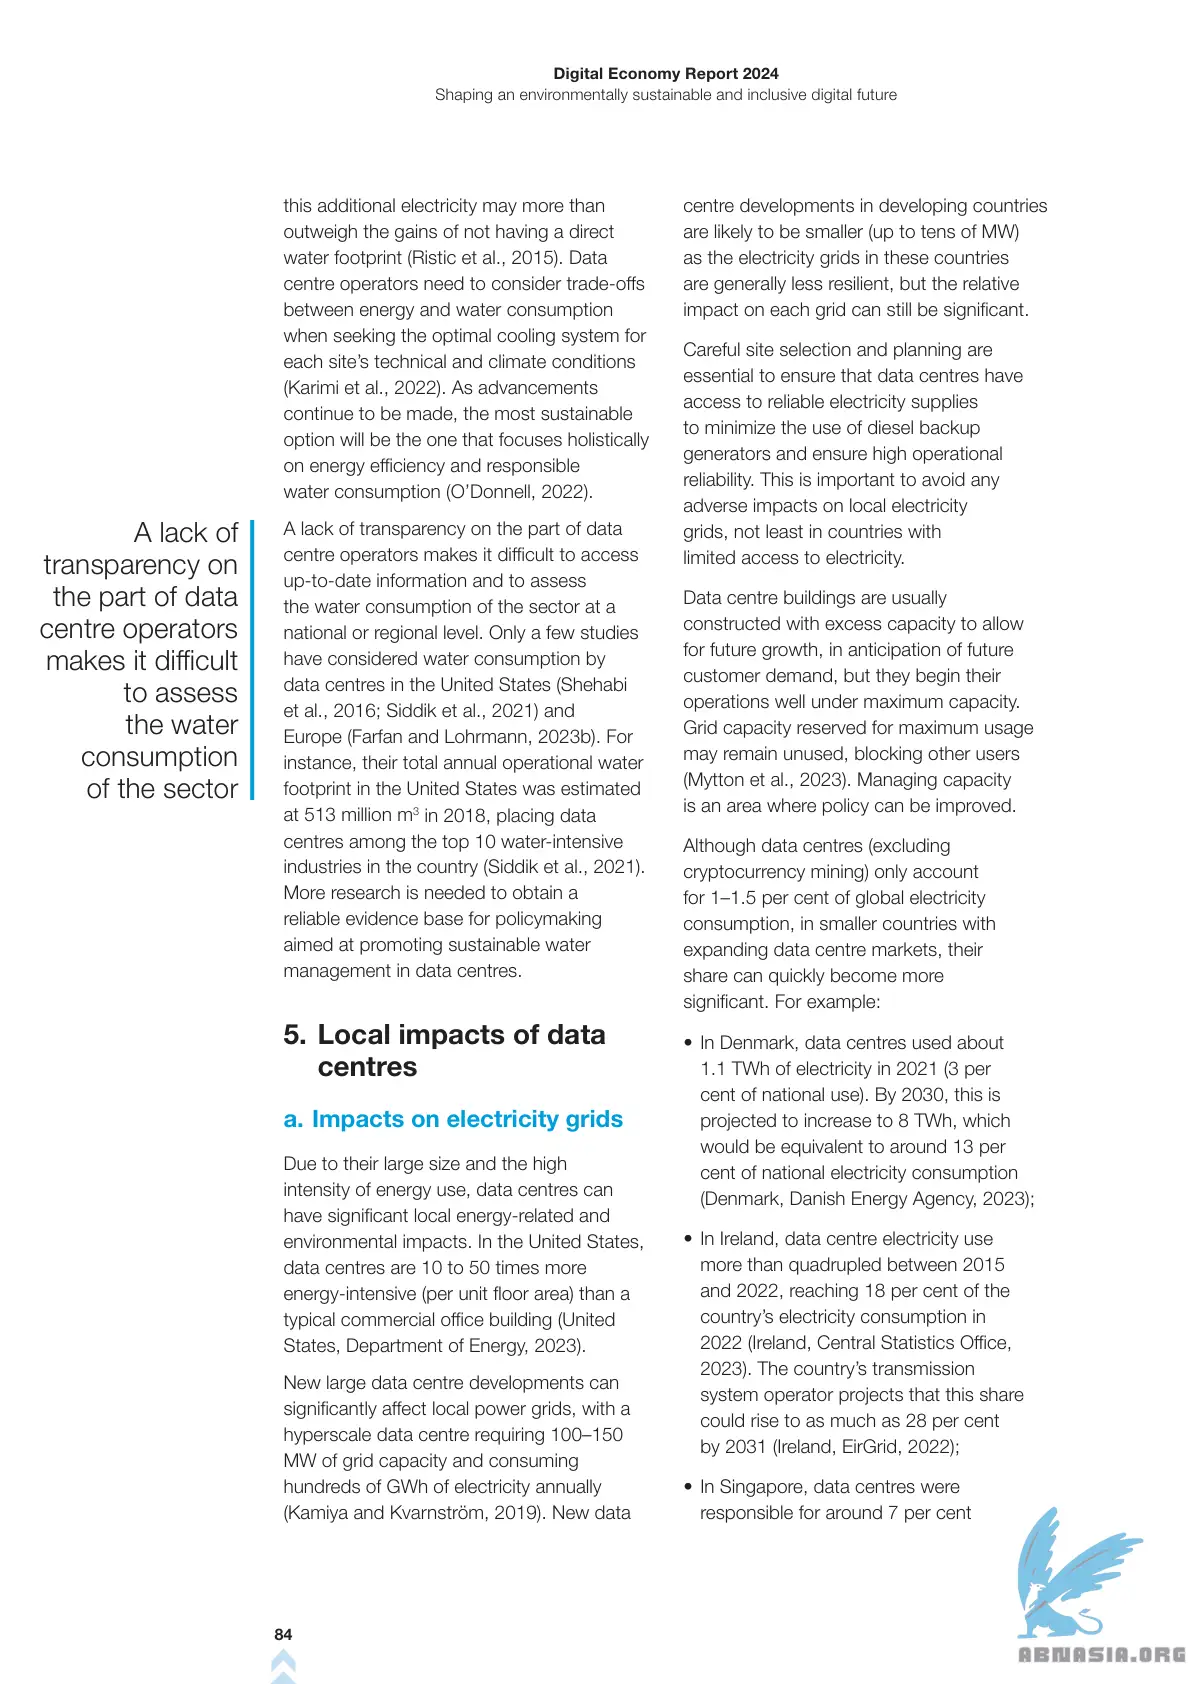 Digital Economy Report 2024
Shaping an environmentally sustainable and inclusive digital future
this additional electricity may more than
outweigh the gains of not having a direct
water footprint (Ristic et al., 2015). Data
centre operators need to consider trade-offs
between energy and water consumption
when seeking the optimal cooling system for
each site's technical and climate conditions
(Karimi et al., 2022). As advancements
continue to be made, the most sustainable
option will be the one that focuses holistically
on energy efficiency and responsible
water consumption (O'Donnell, 2022).
A lack of
transparency on
the part of data
centre operators
makes it difficult
to assess
the water
consumption
of the sector
A lack of transparency on the part of data
centre operators makes it difficult to access
up-to-date information and to assess
the water consumption of the sector at a
national or regional level. Only a few studies
have considered water consumption by
data centres in the United States (Shehabi
et al., 2016; Siddik et al., 2021) and
Europe (Farfan and Lohrmann, 2023b). For
instance, their total annual operational water
footprint in the United States was estimated
at 513 million m³ in 2018, placing data
centres among the top 10 water-intensive
industries in the country (Siddik et al., 2021).
More research is needed to obtain a
reliable evidence base for policymaking
aimed at promoting sustainable water
management in data centres.
5. Local impacts of data
centres
a. Impacts on electricity grids
Due to their large size and the high
intensity of energy use, data centres can
have significant local energy-related and
environmental impacts. In the United States,
data centres are 10 to 50 times more
energy-intensive (per unit floor area) than a
typical commercial office building (United
States, Department of Energy, 2023).
New large data centre developments can
significantly affect local power grids, with a
hyperscale data centre requiring 100–150
MW of grid capacity and consuming
hundreds of GWh of electricity annually
(Kamiya and Kvarnström, 2019). New data
centre developments in developing countries
are likely to be smaller (up to tens of MW)
as the electricity grids in these countries
are generally less resilient, but the relative
impact on each grid can still be significant.
Careful site selection and planning are
essential to ensure that data centres have
access to reliable electricity supplies
to minimize the use of diesel backup
generators and ensure high operational
reliability. This is important to avoid any
adverse impacts on local electricity
grids, not least in countries with
limited access to electricity.
Data centre buildings are usually
constructed with excess capacity to allow
for future growth, in anticipation of future
customer demand, but they begin their
operations well under maximum capacity.
Grid capacity reserved for maximum usage
may remain unused, blocking other users
(Mytton et al., 2023). Managing capacity
is an area where policy can be improved.
Although data centres (excluding
cryptocurrency mining) only account
for 1–1.5 per cent of global electricity
consumption, in smaller countries with
expanding data centre markets, their
share can quickly become more
significant. For example:
• In Denmark, data centres used about
1.1 TWh of electricity in 2021 (3 per
cent of national use). By 2030, this is
projected to increase to 8 TWh, which
would be equivalent to around 13 per
cent of national electricity consumption
(Denmark, Danish Energy Agency, 2023);
• In Ireland, data centre electricity use
more than quadrupled between 2015
and 2022, reaching 18 per cent of the
country's electricity consumption in
2022 (Ireland, Central Statistics Office,
2023). The country's transmission
system operator projects that this share
could rise to as much as 28 per cent
by 2031 (Ireland, EirGrid, 2022);
• In Singapore, data centres were
responsible for around 7 per cent
84
ABNASIA.ORG